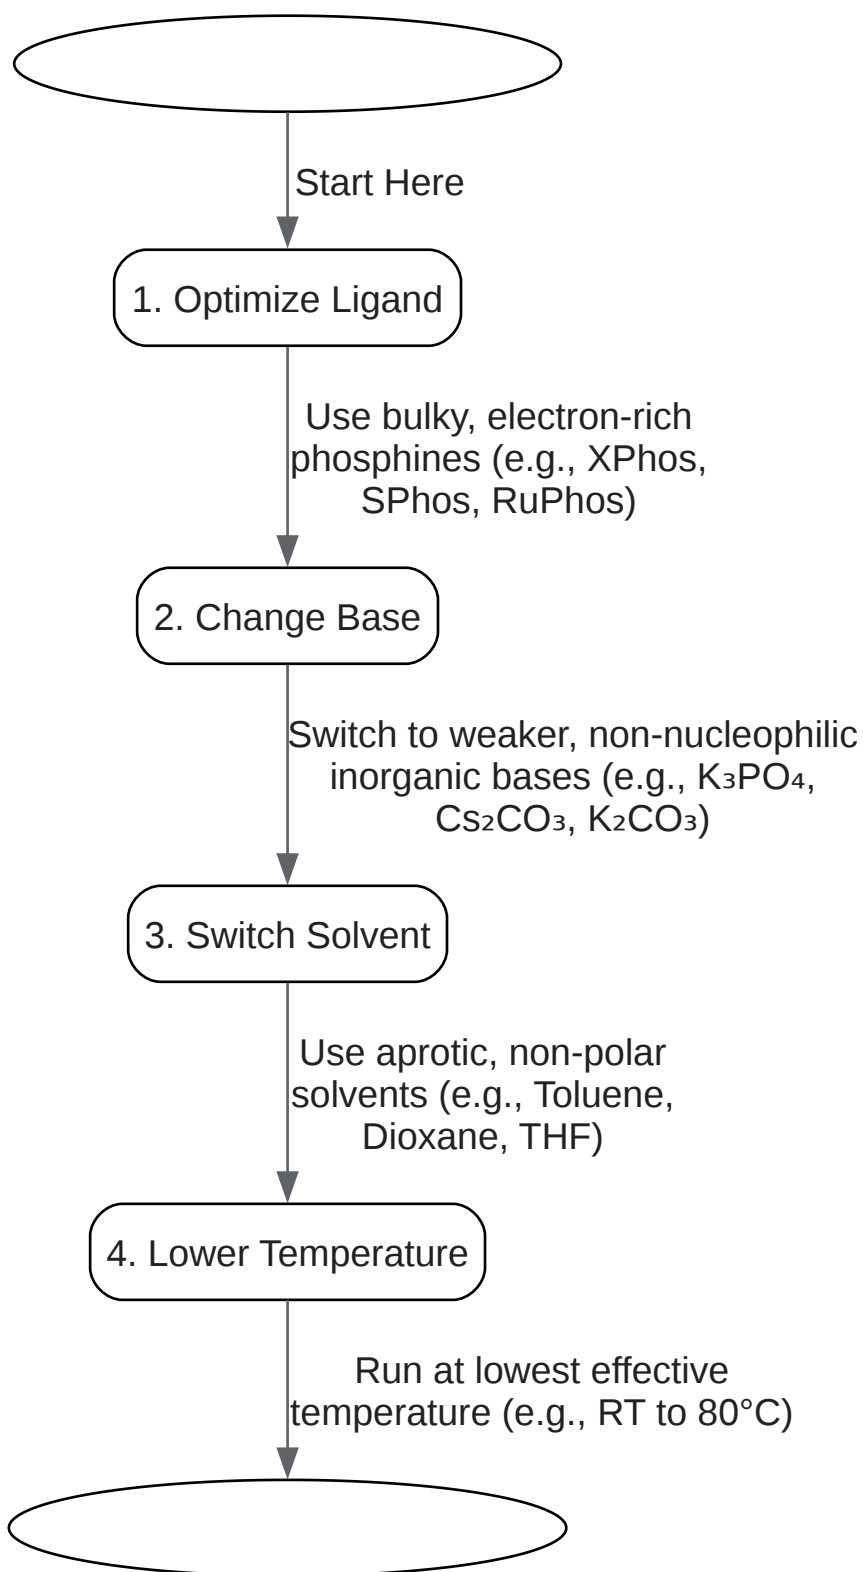 Start Here
1. Optimize Ligand
Use bulky, electron-rich
phosphines (e.g., XPhos,
SPhos, RuPhos)
2. Change Base
Switch to weaker, non-nucleophilic
inorganic bases (e.g., K₃PO₄,
Cs₂CO₃, K₂CO₃)
3. Switch Solvent
Use aprotic, non-polar
solvents (e.g., Toluene,
Dioxane, THF)
4. Lower Temperature
Run at lowest effective
temperature (e.g., RT to 80°C)